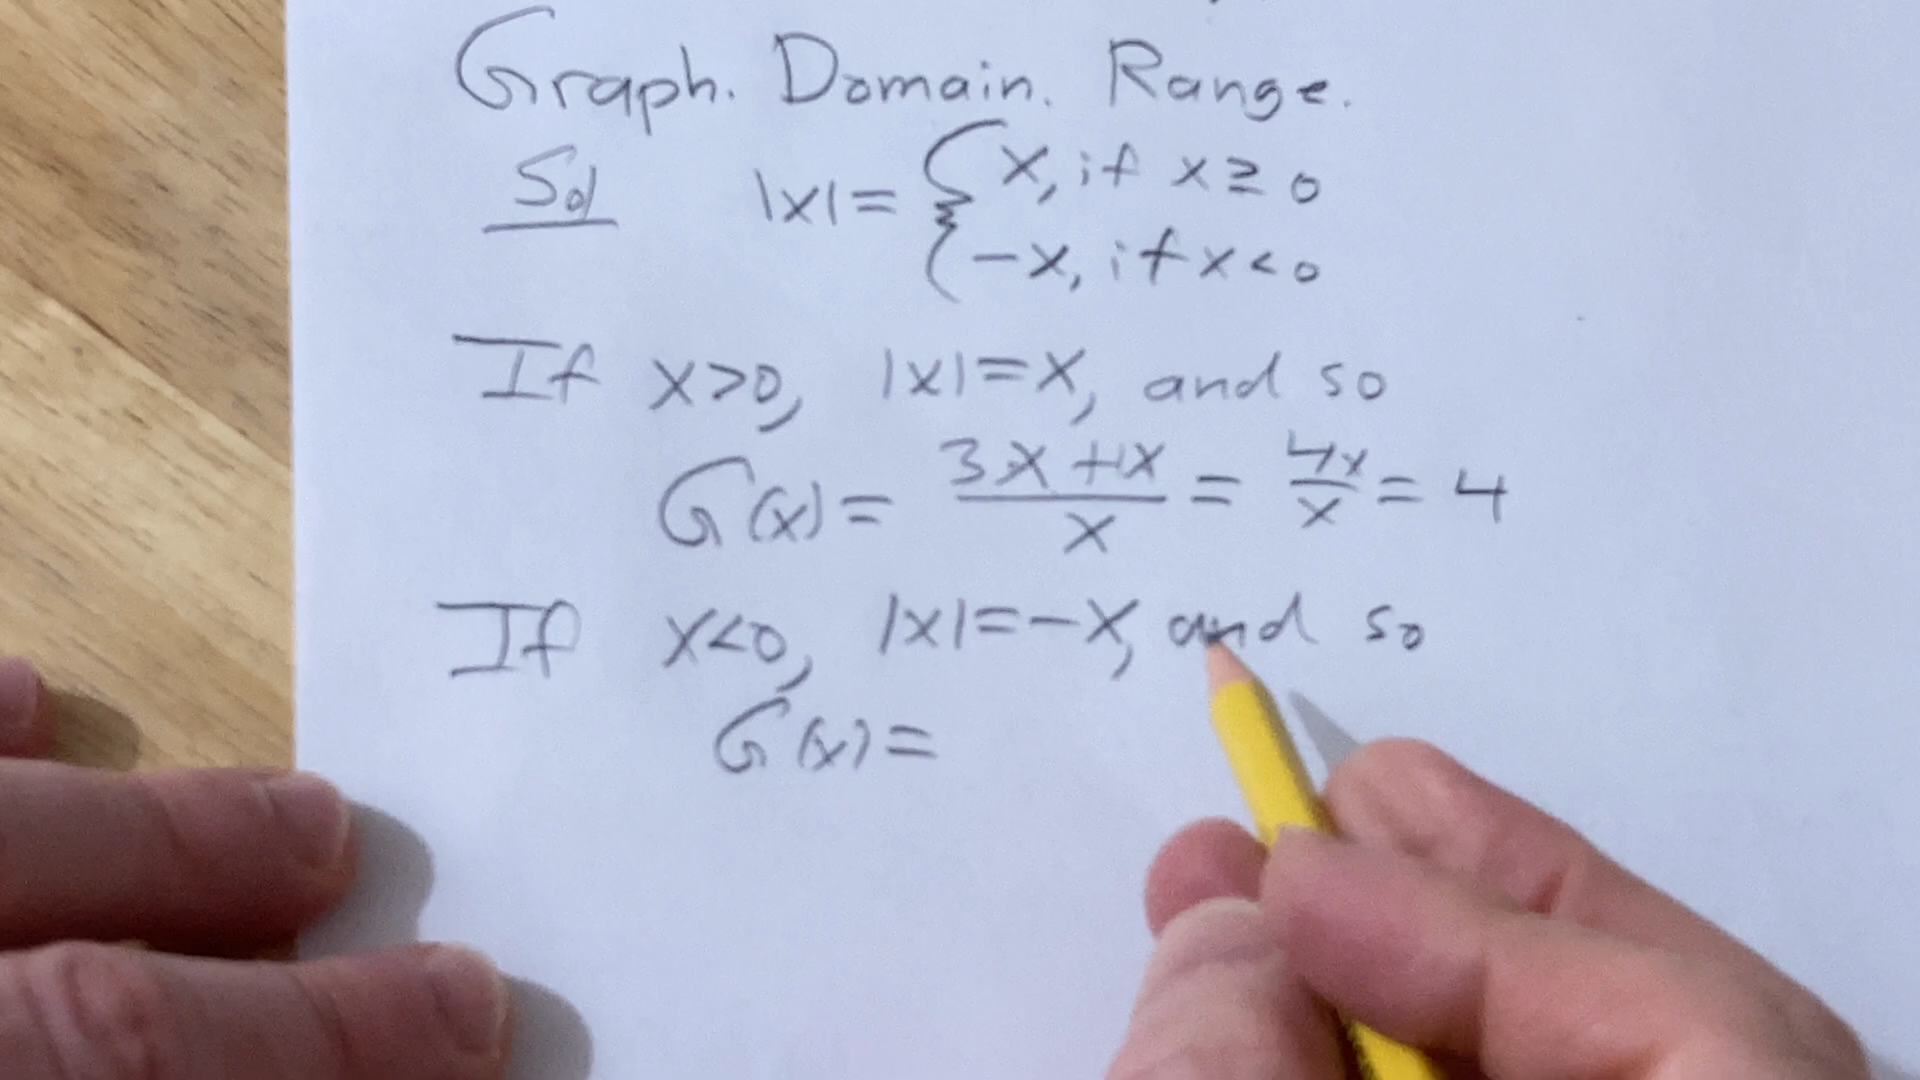 Graph. Domain. Range.
Sol |x| = { x, if x ≥ 0
-x, if x < 0
If x>0, |x|=x, and so
G(x) = (3x + 1x)/x = 4x/x = 4
If x<0, |x|=-x, and so
G(x) =